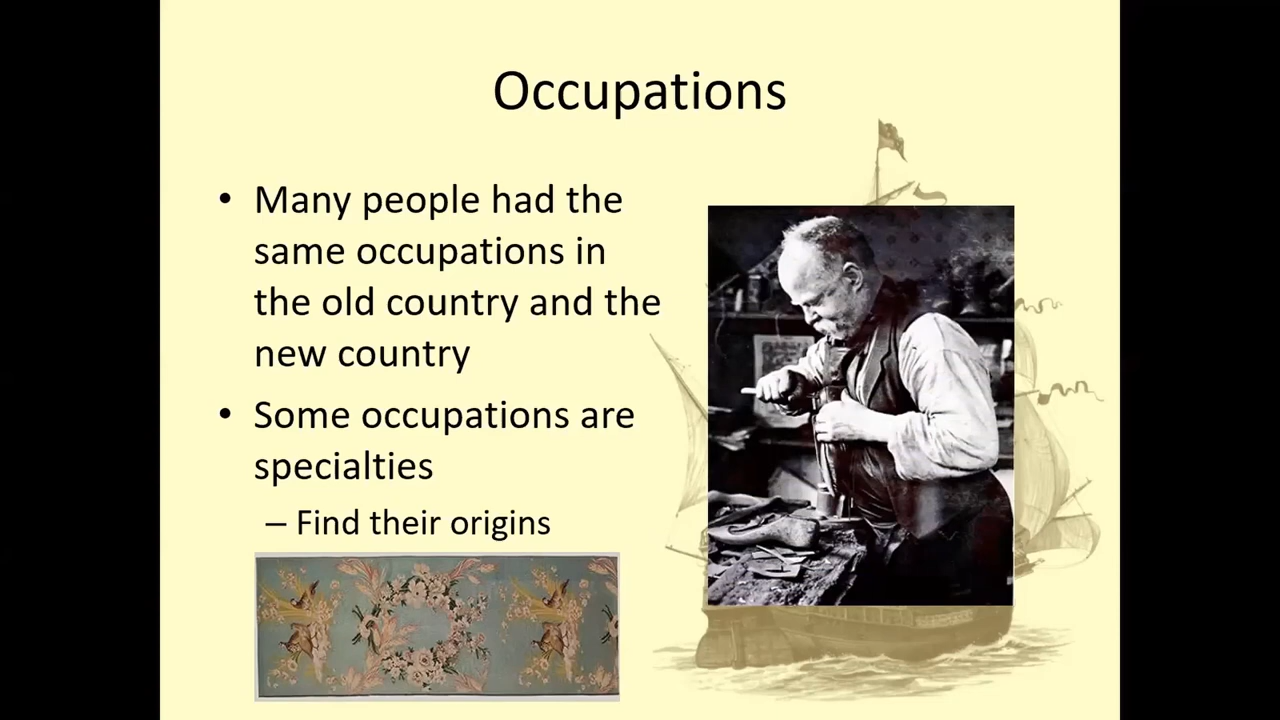 Occupations
• Many people had the
same occupations in
the old country and the
new country
• Some occupations are
specialties
– Find their origins